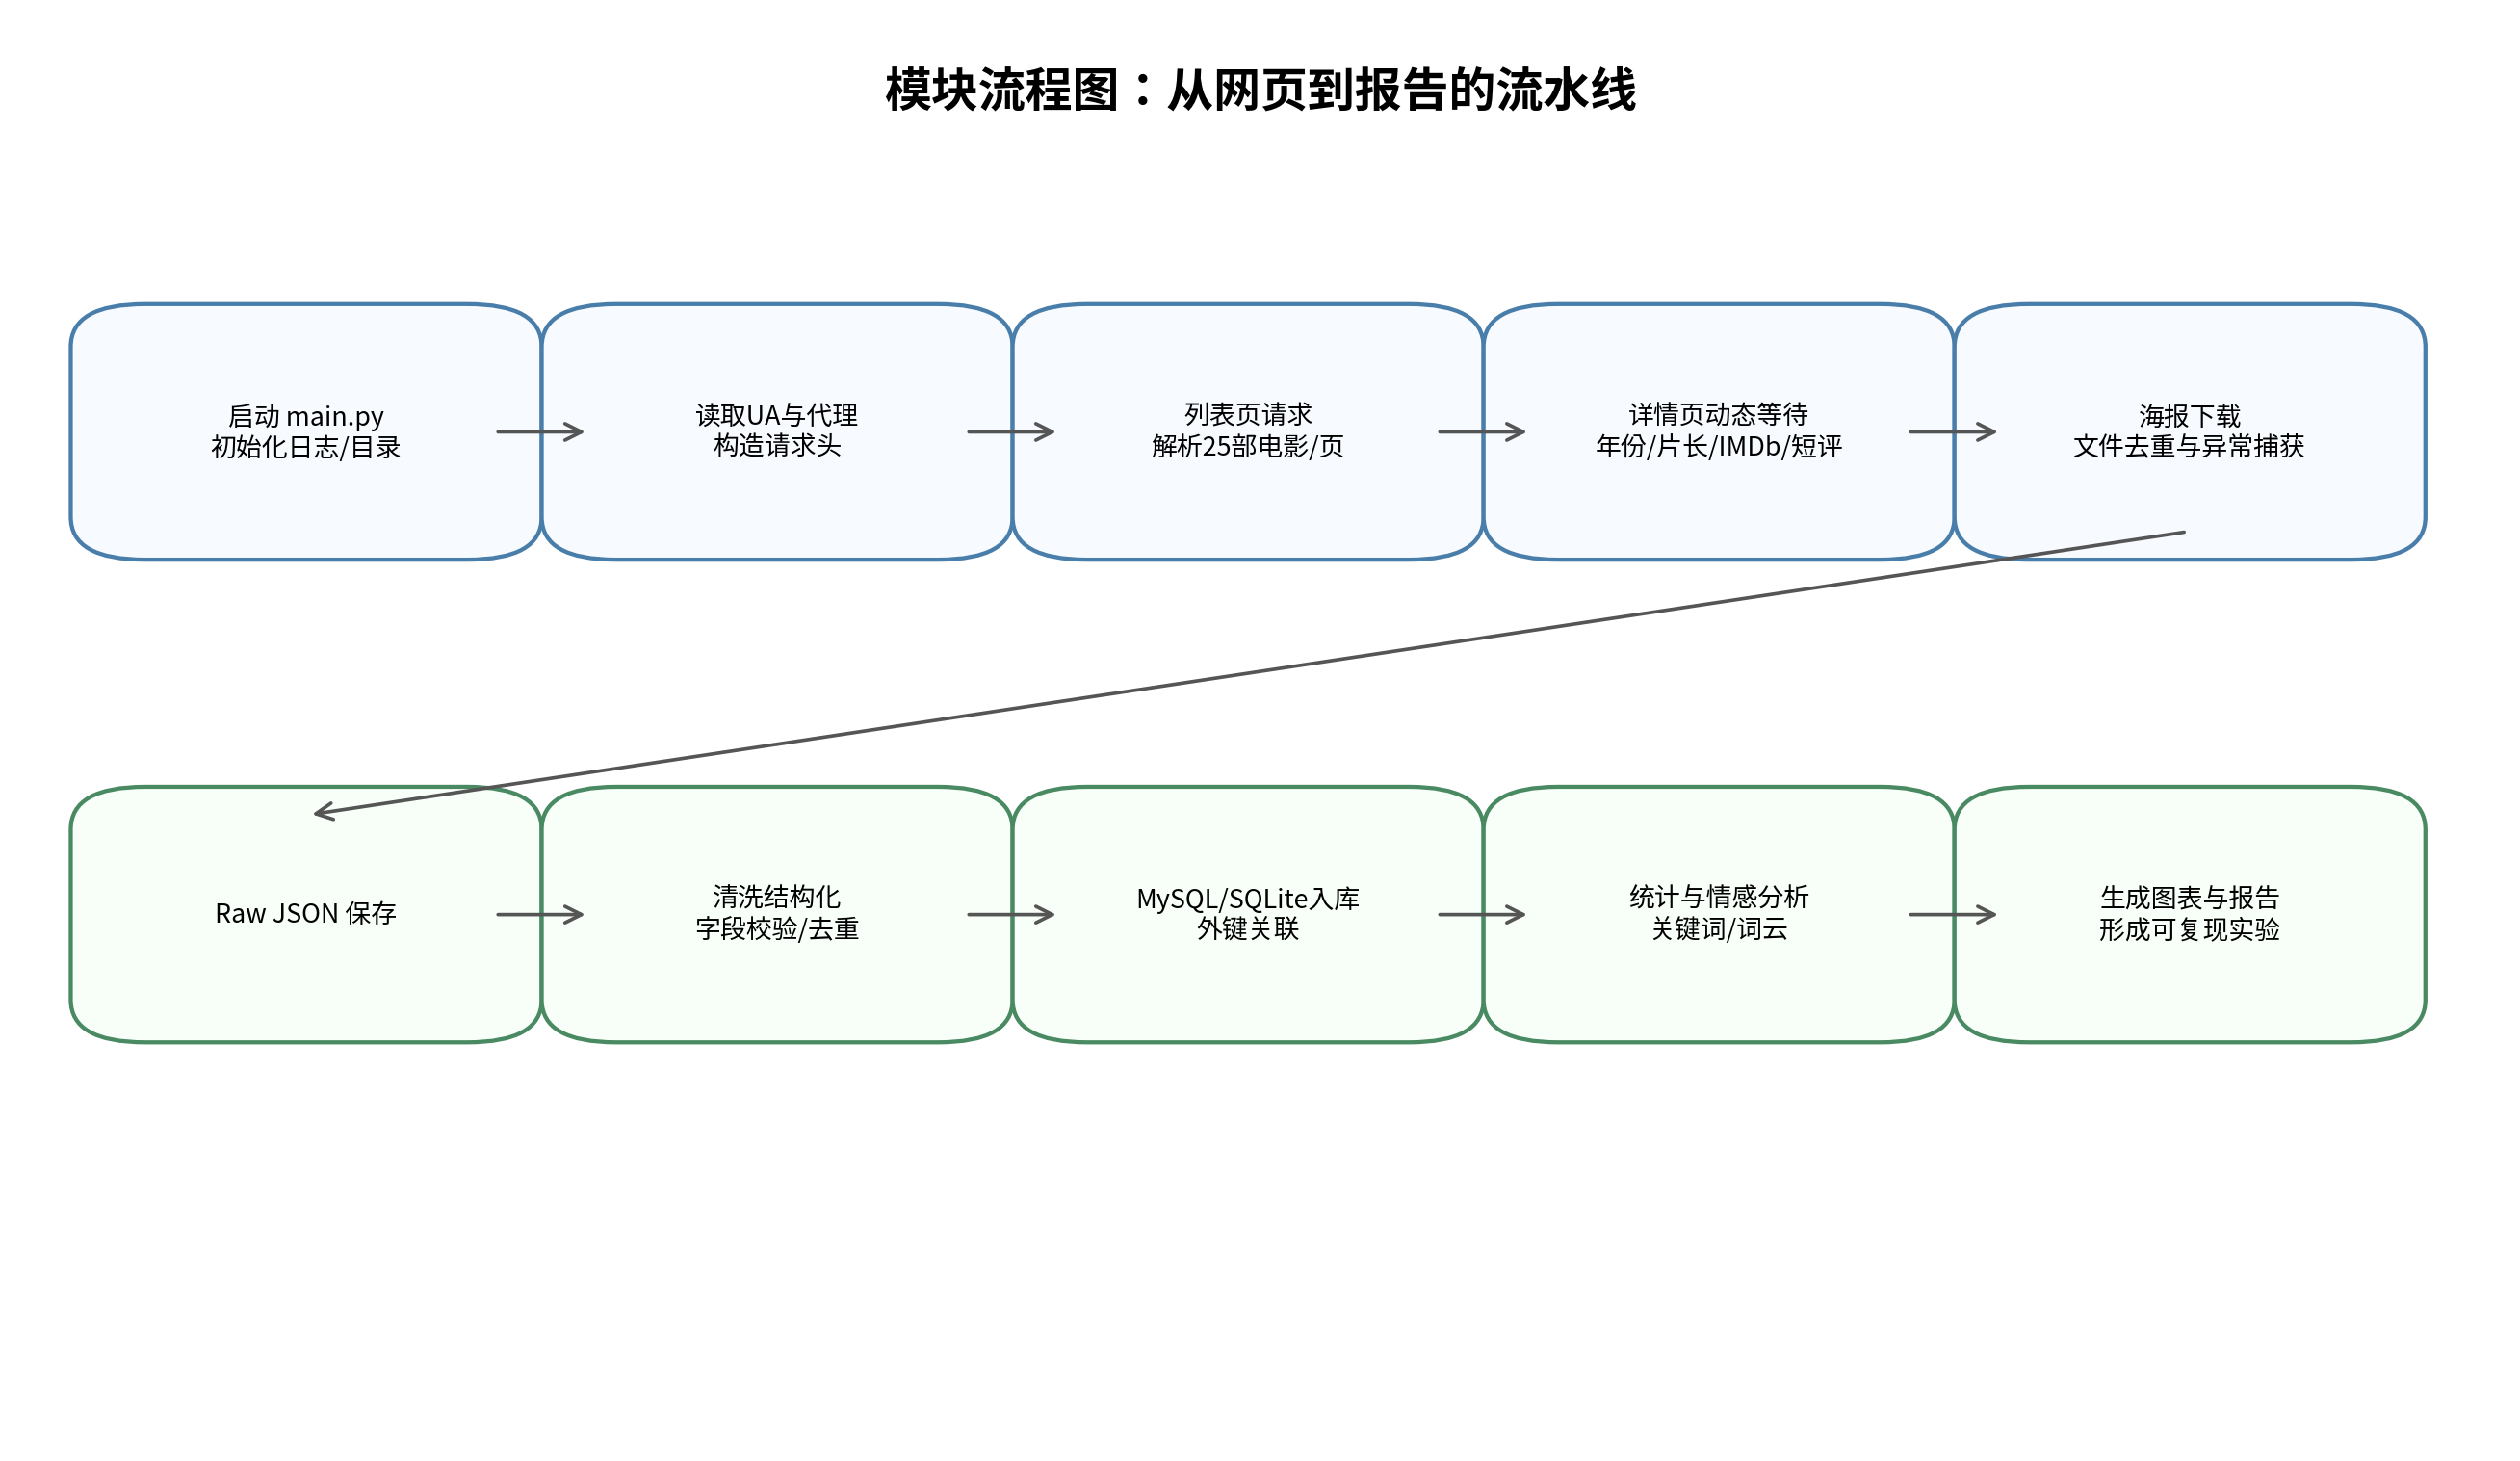 模块流程图：从网页到报告的流水线
启动 main.py
初始化日志/目录
读取UA与代理
构造请求头
列表页请求
解析25部电影/页
详情页动态等待
年份/片长/IMDb/短评
海报下载
文件去重与异常捕获
Raw JSON 保存
清洗结构化
字段校验/去重
MySQL/SQLite入库
外键关联
统计与情感分析
关键词/词云
生成图表与报告
形成可复现实验